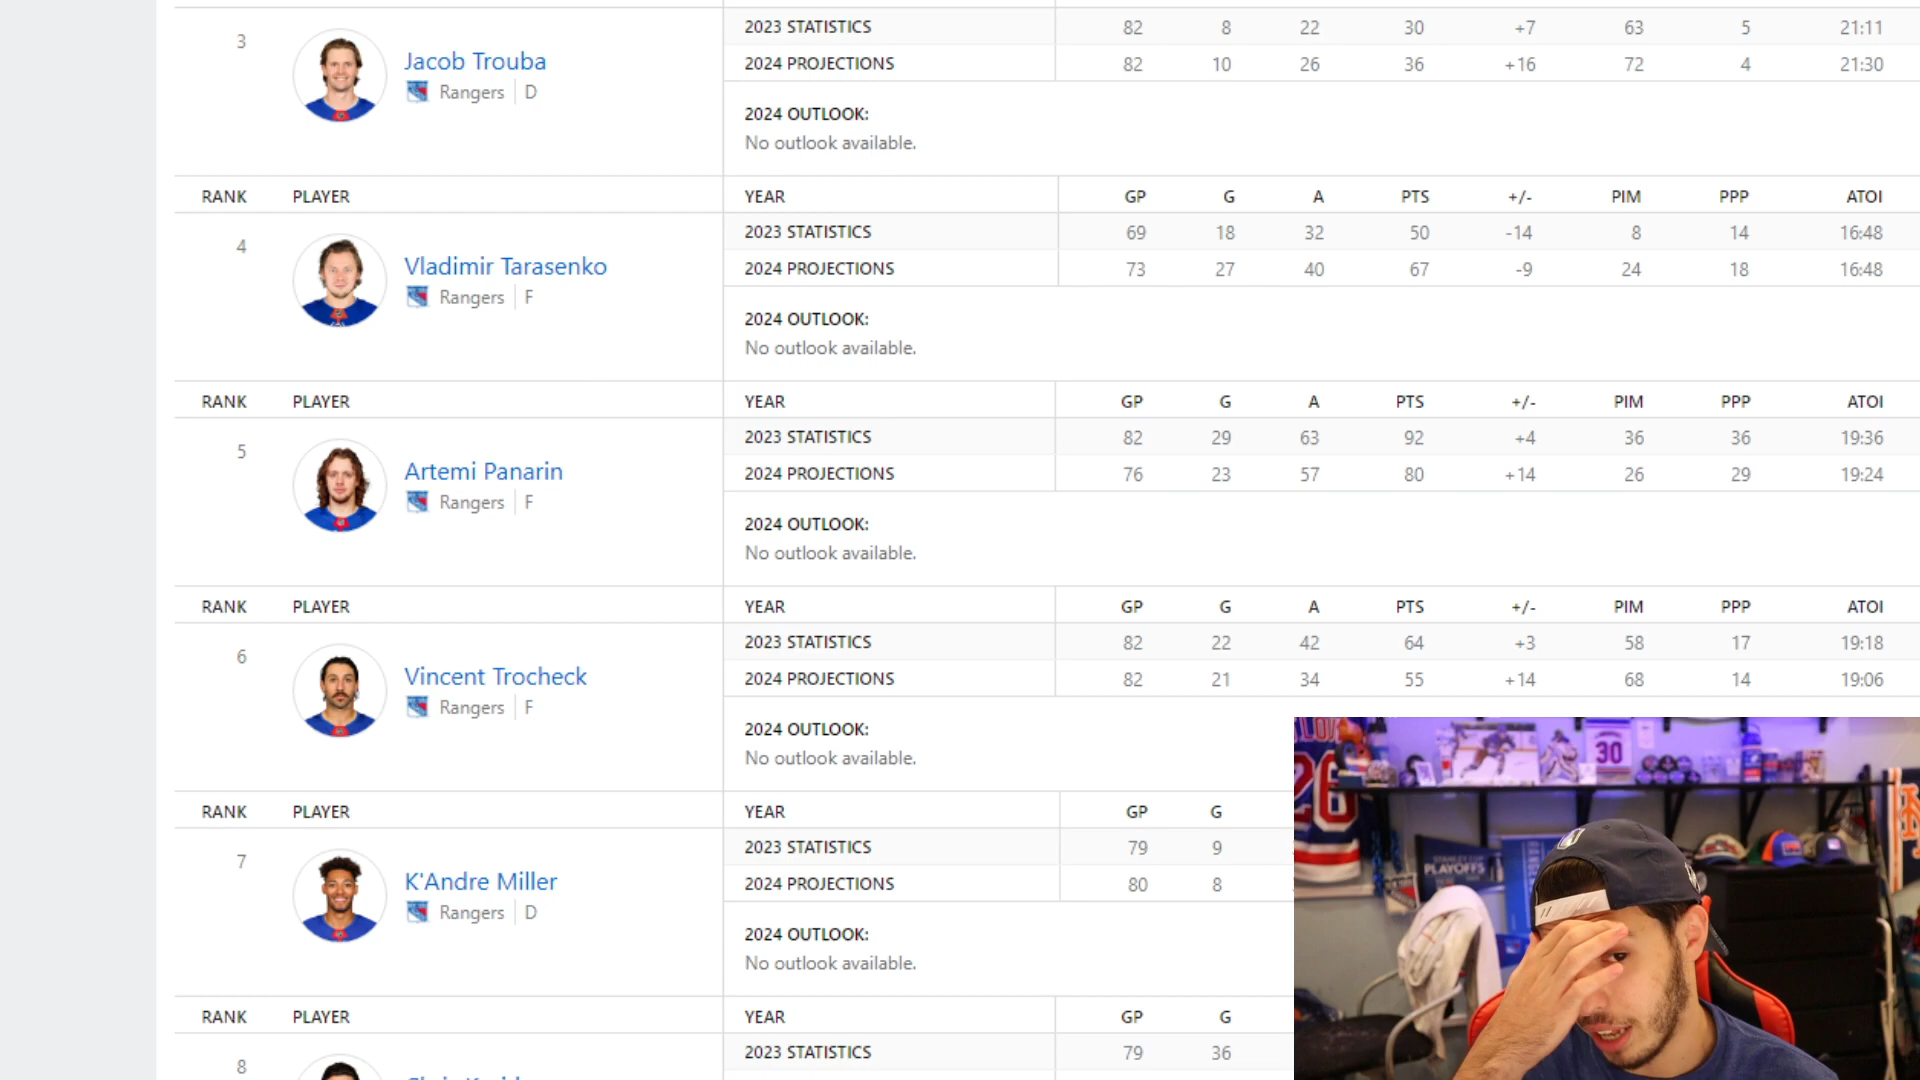 3 Jacob Trouba 2023 STATISTICS 82 8 22 30 +7 63 5 21:11
Rangers D 2024 PROJECTIONS 82 10 26 36 +16 72 4 21:30
2024 OUTLOOK:
No outlook available.
RANK PLAYER YEAR GP G A PTS +/- PIM PPP ATOI
4 Vladimir Tarasenko 2023 STATISTICS 69 18 32 50 -14 8 14 16:48
Rangers F 2024 PROJECTIONS 73 27 40 67 -9 24 18 16:48
2024 OUTLOOK:
No outlook available.
RANK PLAYER YEAR GP G A PTS +/- PIM PPP ATOI
5 Artemi Panarin 2023 STATISTICS 82 29 63 92 +4 36 36 19:36
Rangers F 2024 PROJECTIONS 76 23 57 80 +14 26 29 19:24
2024 OUTLOOK:
No outlook available.
RANK PLAYER YEAR GP G A PTS +/- PIM PPP ATOI
6 Vincent Trocheck 2023 STATISTICS 82 22 42 64 +3 58 17 19:18
Rangers F 2024 PROJECTIONS 82 21 34 55 +14 68 14 19:06
2024 OUTLOOK:
No outlook available.
RANK PLAYER YEAR GP G
7 K'Andre Miller 2023 STATISTICS 79 9
Rangers D 2024 PROJECTIONS 80 8
2024 OUTLOOK:
No outlook available.
RANK PLAYER YEAR GP G
8 2023 STATISTICS 79 36
30
26
STANLEY CUP
PLAYOFFS